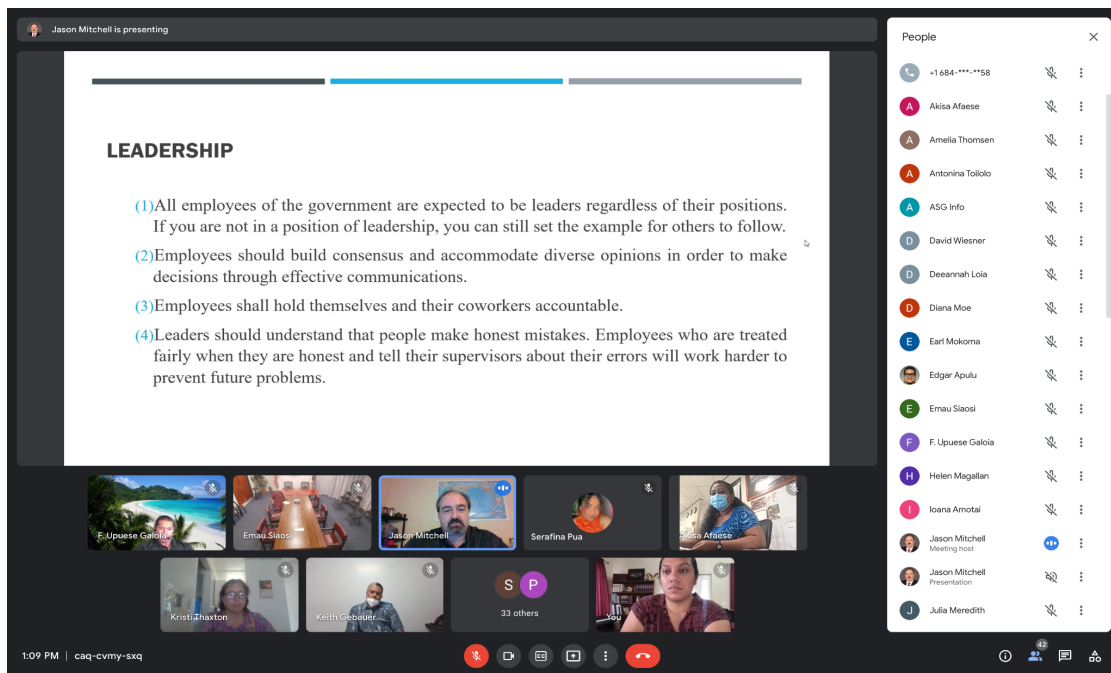 Jason Mitchell is presenting
LEADERSHIP
(1)All employees of the government are expected to be leaders regardless of their positions.
If you are not in a position of leadership, you can still set the example for others to follow.
(2)Employees should build consensus and accommodate diverse opinions in order to make
decisions through effective communications.
(3)Employees shall hold themselves and their coworkers accountable.
(4)Leaders should understand that people make honest mistakes. Employees who are treated
fairly when they are honest and tell their supervisors about their errors will work harder to
prevent future problems.
F. Upuese Galoia
Emau Siaosi
Jason Mitchell
Serafina Pua
Akisa Afaese
Kristi Thaxton
Keith Gebauer
S P
33 others
You
1:09 PM | caq-cvmy-sxq
CC
42
People
+1 684-***-**58
A Akisa Afaese
A Amelia Thomsen
A Antonina Toilolo
A ASG Info
D David Wiesner
D Deeannah Loia
D Diana Moe
E Earl Mokoma
Edgar Apulu
E Emau Siaosi
F F. Upuese Galoia
H Helen Magallan
I Ioana Amotai
Jason Mitchell
Meeting host
Jason Mitchell
Presentation
J Julia Meredith